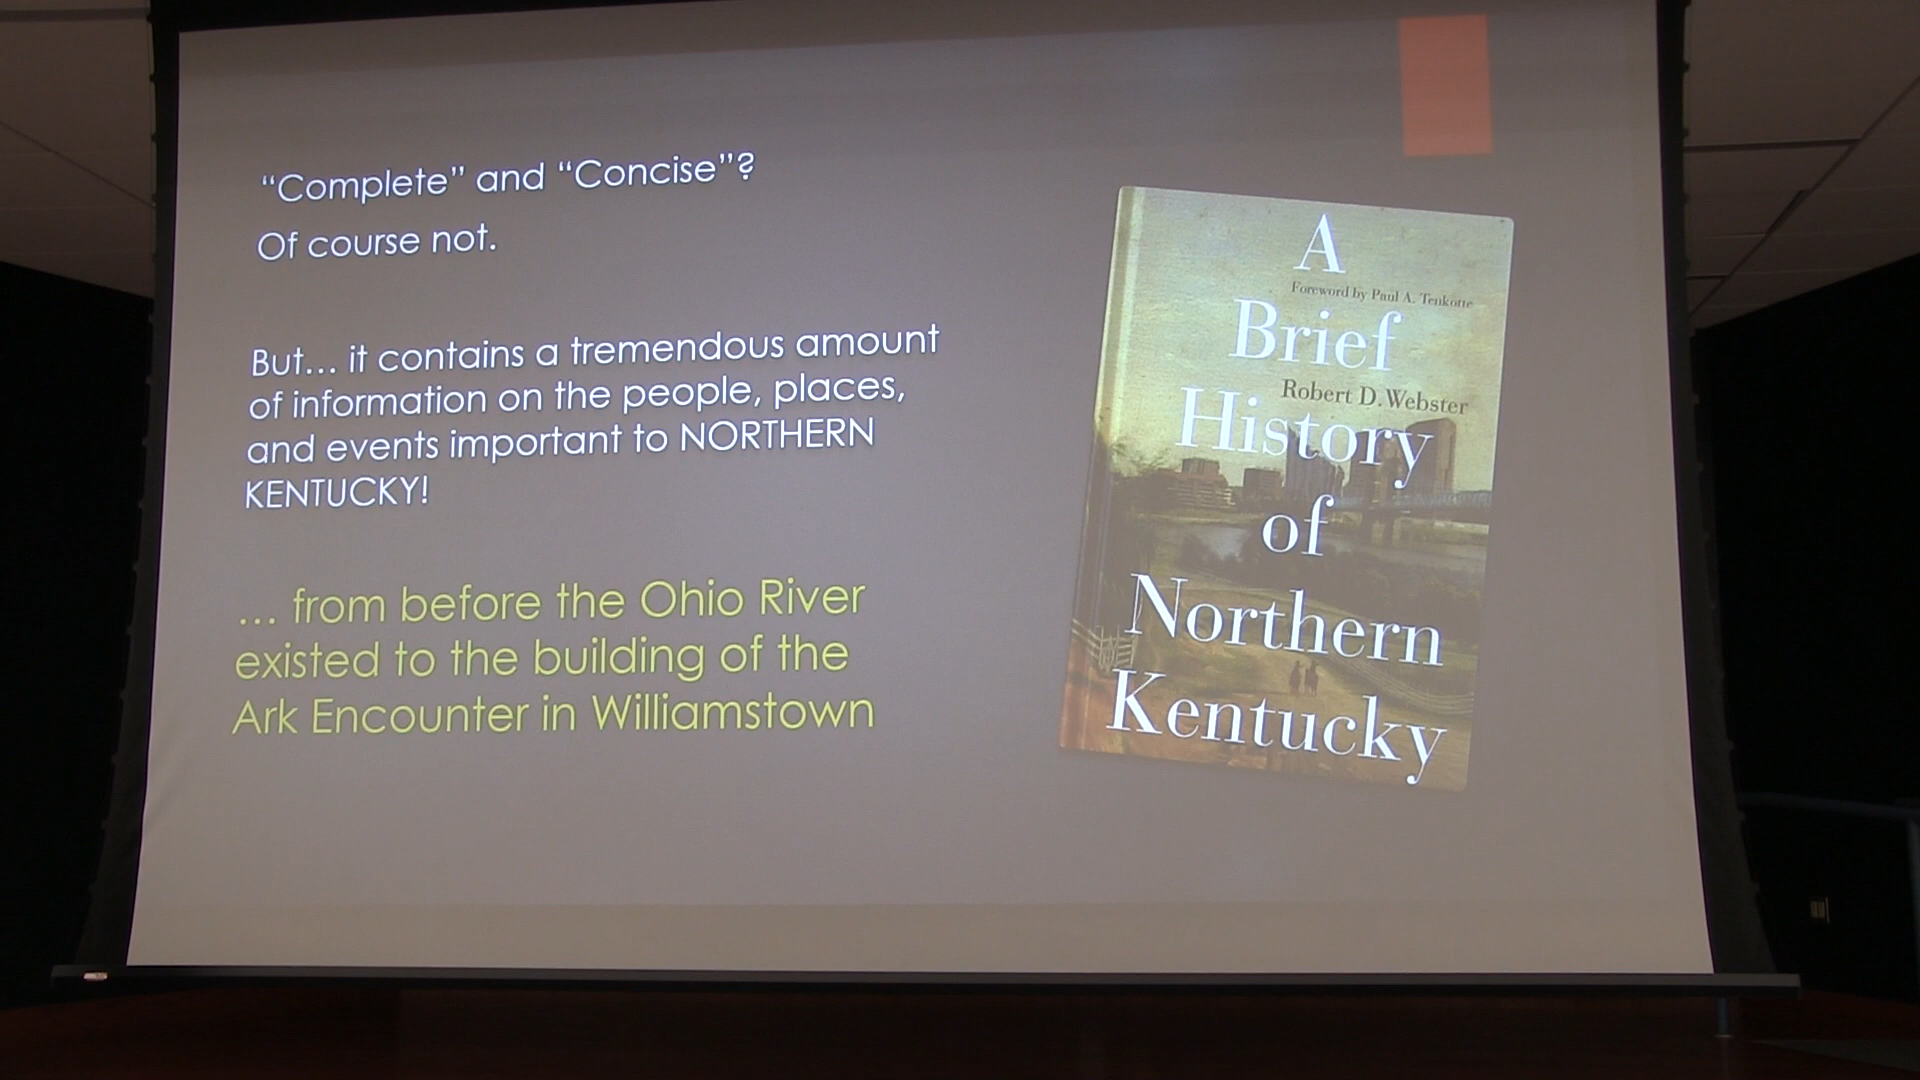 “Complete” and “Concise”?
Of course not.
But... it contains a tremendous amount
of information on the people, places,
and events important to NORTHERN
KENTUCKY!
... from before the Ohio River
existed to the building of the
Ark Encounter in Williamstown
A
Foreword by Paul A. Tenkotte
Brief
Robert D. Webster
History
of
Northern
Kentucky